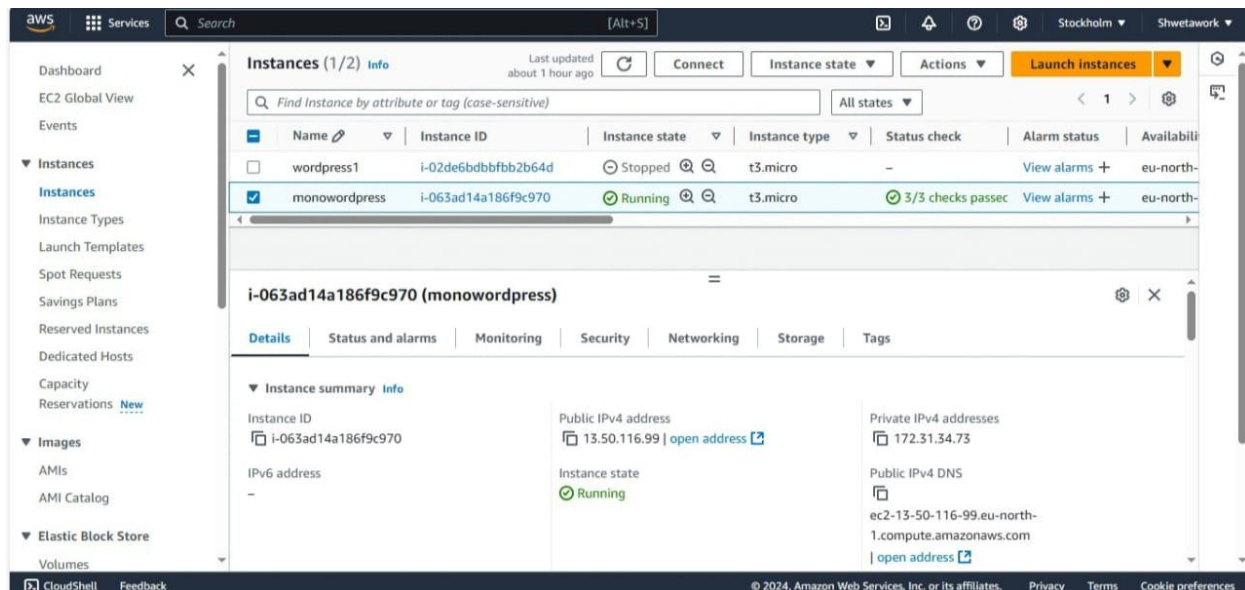 aws Services Search [Alt+S] Stockholm ▼ Shwetawork ▼
Dashboard
EC2 Global View
Events
▼ Instances
Instances
Instance Types
Launch Templates
Spot Requests
Savings Plans
Reserved Instances
Dedicated Hosts
Capacity
Reservations New
▼ Images
AMIs
AMI Catalog
▼ Elastic Block Store
Volumes
Instances (1/2) Info
Last updated
about 1 hour ago
Connect Instance state ▼ Actions ▼ Launch instances ▼
Find Instance by attribute or tag (case-sensitive) All states ▼ < 1 >
Name Instance ID Instance state Instance type Status check Alarm status Availabili
wordpress1 i-02de6bdbbfbb2b64d Stopped t3.micro – View alarms + eu-north-
monowordpress i-063ad14a186f9c970 Running t3.micro 3/3 checks passec View alarms + eu-north-
i-063ad14a186f9c970 (monowordpress)
Details Status and alarms Monitoring Security Networking Storage Tags
▼ Instance summary Info
Instance ID
i-063ad14a186f9c970
Public IPv4 address
13.50.116.99 | open address
Private IPv4 addresses
172.31.34.73
IPv6 address
–
Instance state
Running
Public IPv4 DNS
ec2-13-50-116-99.eu-north-
1.compute.amazonaws.com
| open address
CloudShell Feedback © 2024, Amazon Web Services, Inc. or its affiliates. Privacy Terms Cookie preferences